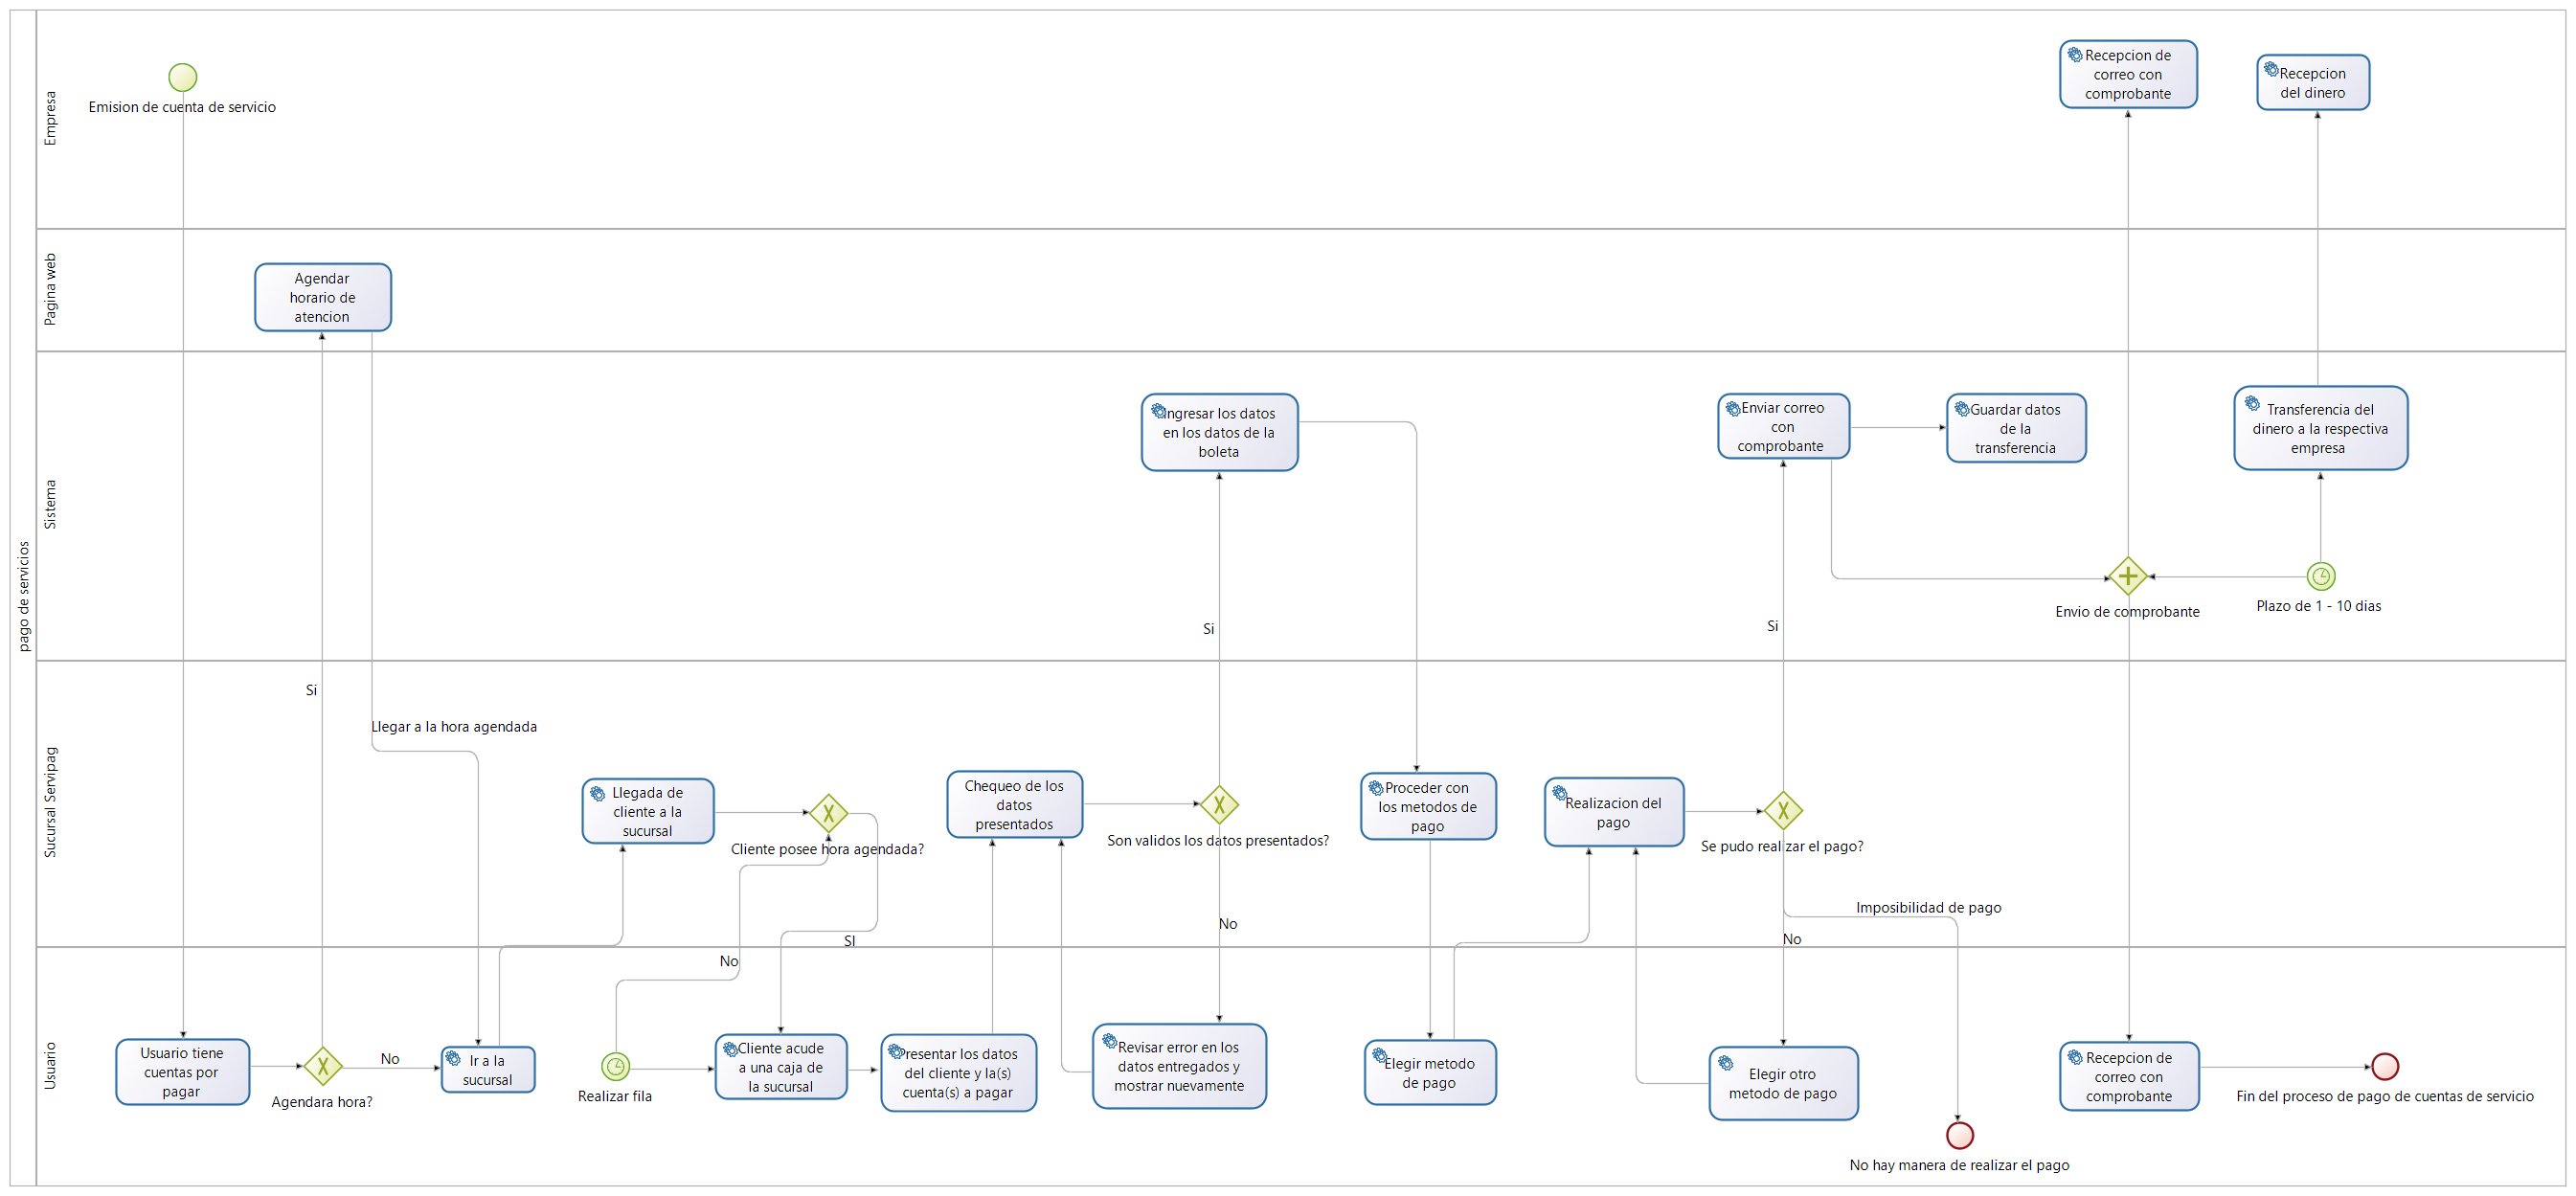 pago de servicios
Empresa
Emision de cuenta de servicio
Recepcion de
correo con
comprobante
Recepcion
del dinero
Pagina web
Agendar
horario de
atencion
Sistema
Ingresar los datos
en los datos de la
boleta
Enviar correo
con
comprobante
Guardar datos
de la
transferencia
Transferencia del
dinero a la respectiva
empresa
Envio de comprobante
Plazo de 1 - 10 dias
Si
Si
Sucursal Servipag
Si
Llegar a la hora agendada
Llegada de
cliente a la
sucursal
Cliente posee hora agendada?
Chequeo de los
datos
presentados
Son validos los datos presentados?
Proceder con
los metodos de
pago
Realizacion del
pago
Se pudo realizar el pago?
Imposibilidad de pago
No
SI
No
Usuario
No
Usuario tiene
cuentas por
pagar
Agendara hora?
No
Ir a la
sucursal
Realizar fila
Cliente acude
a una caja de
la sucursal
Presentar los datos
del cliente y la(s)
cuenta(s) a pagar
Revisar error en los
datos entregados y
mostrar nuevamente
Elegir metodo
de pago
Elegir otro
metodo de pago
Recepcion de
correo con
comprobante
Fin del proceso de pago de cuentas de servicio
No hay manera de realizar el pago